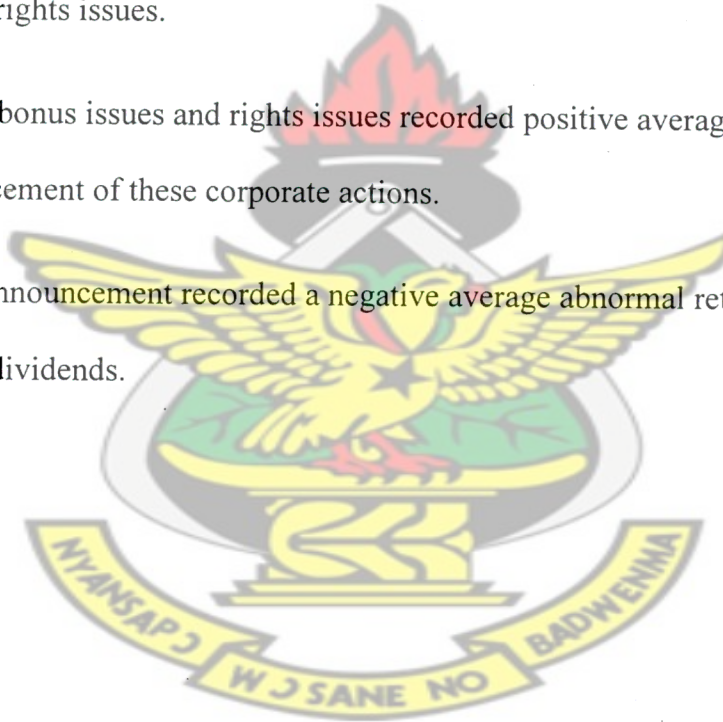 rights issues.
bonus issues and rights issues recorded positive averag
cement of these corporate actions.
nnouncement recorded a negative average abnormal ret
dividends.
NYANSAPƆ
WƆSANE NO
BADWENMA